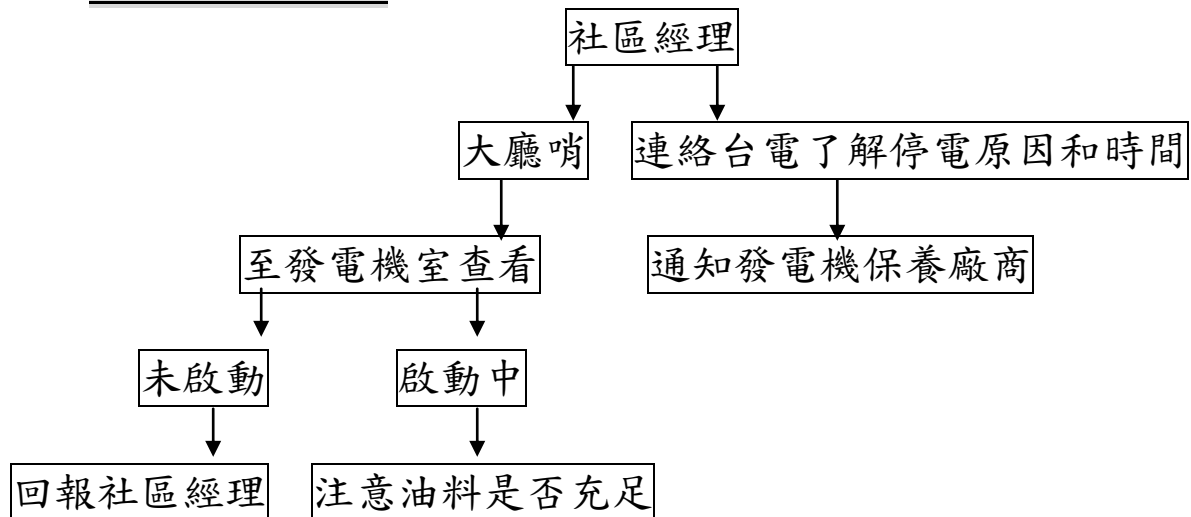 社區經理
大廳哨
連絡台電了解停電原因和時間
至發電機室查看
通知發電機保養廠商
未啟動
啟動中
回報社區經理
注意油料是否充足